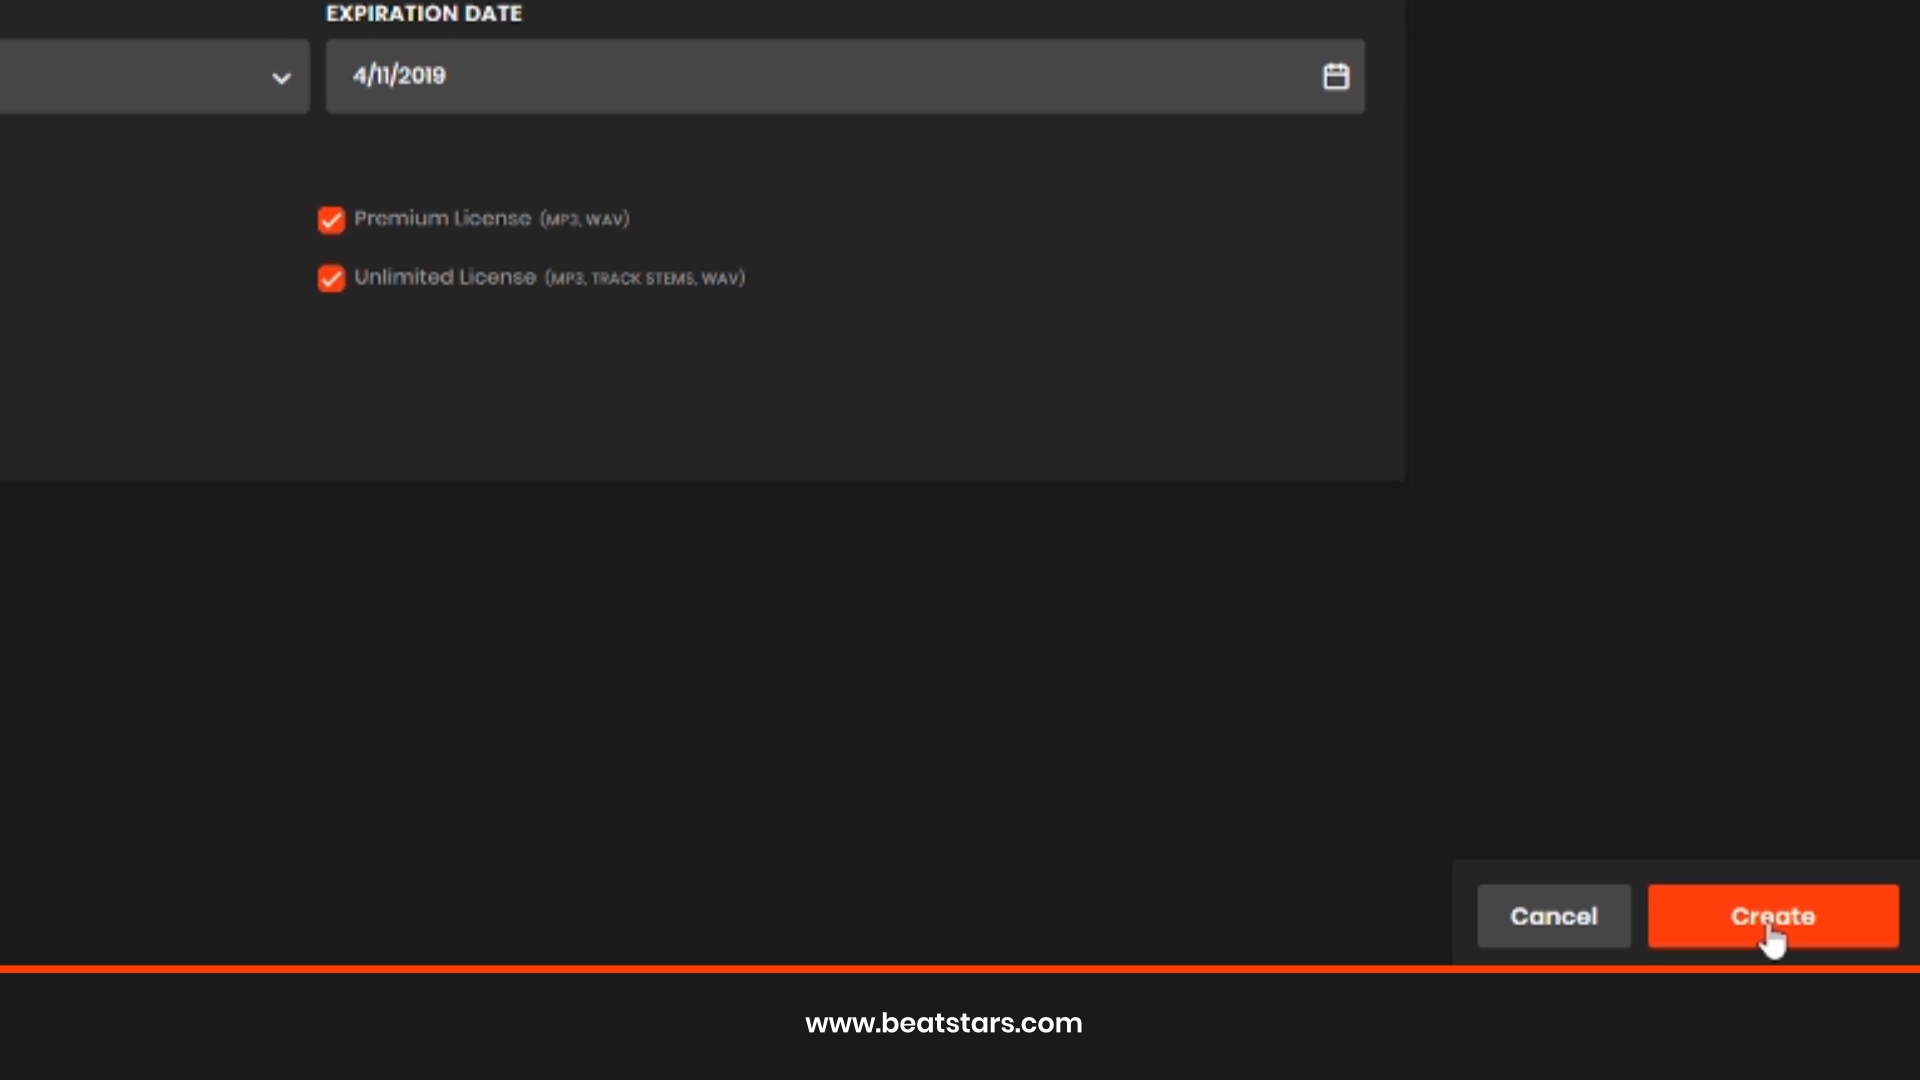 EXPIRATION DATE
4/11/2019
Premium License (MP3, WAV)
Unlimited License (MP3, TRACK STEMS, WAV)
Cancel
Create
www.beatstars.com